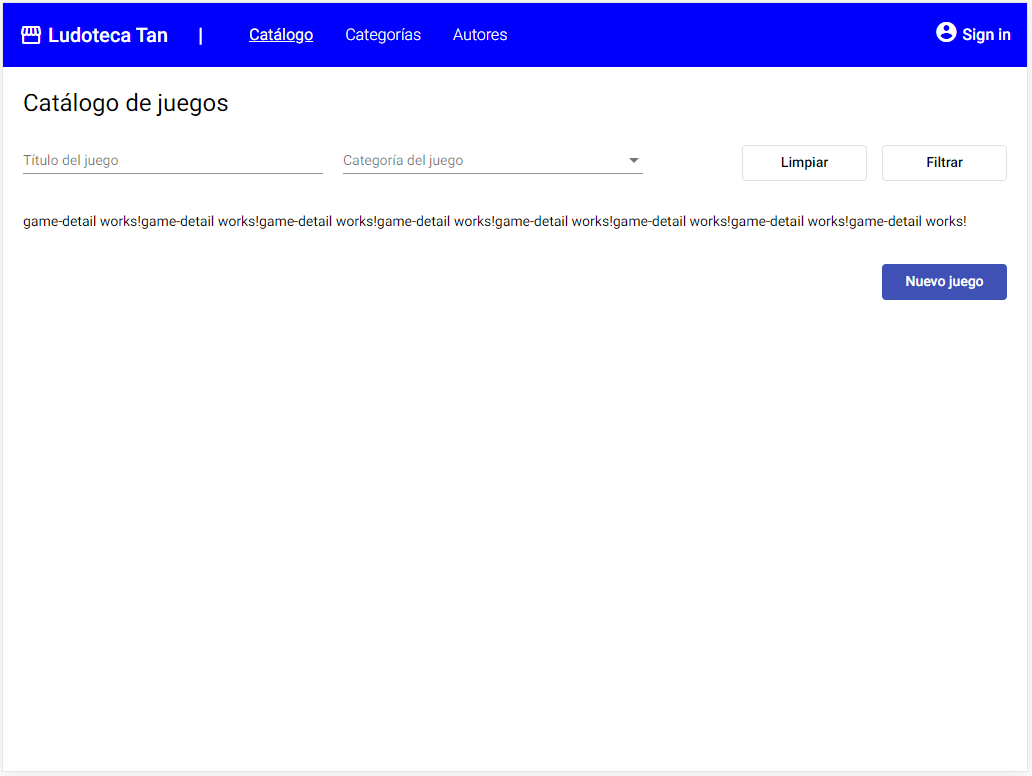 Ludoteca Tan | Catálogo Categorías Autores Sign in
Catálogo de juegos
Título del juego Categoría del juego Limpiar Filtrar
game-detail works!game-detail works!game-detail works!game-detail works!game-detail works!game-detail works!game-detail works!game-detail works!
Nuevo juego